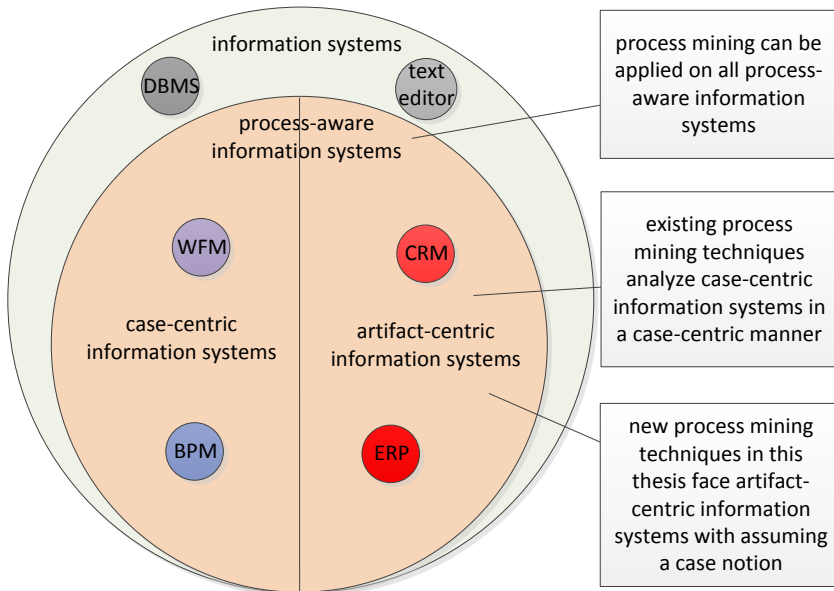 information systems
DBMS
text
editor
process-aware
information systems
WFM
CRM
case-centric
information systems
artifact-centric
information systems
BPM
ERP
process mining can be
applied on all process-
aware information
systems
existing process
mining techniques
analyze case-centric
information systems in
a case-centric manner
new process mining
techniques in this
thesis face artifact-
centric information
systems with assuming
a case notion